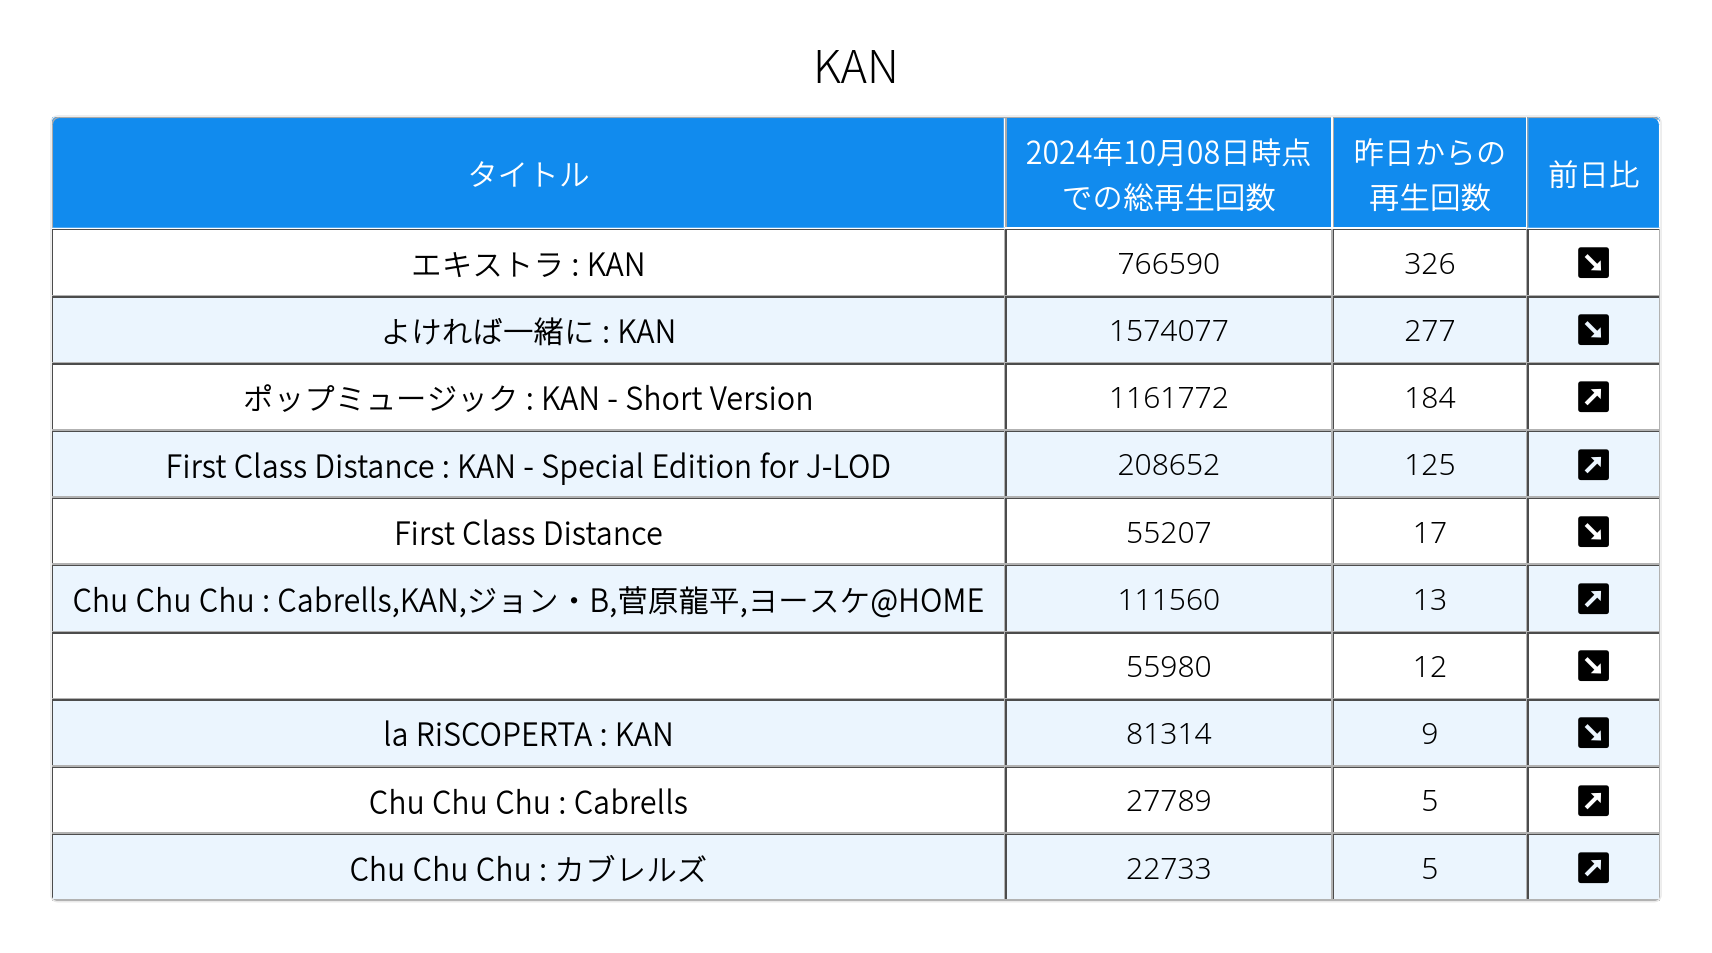 KAN
タイトル
2024年10月08日時点
での総再生回数
昨日からの
再生回数
前日比
エキストラ : KAN 766590 326
よければ一緒に : KAN 1574077 277
ポップミュージック : KAN - Short Version 1161772 184
First Class Distance : KAN - Special Edition for J-LOD 208652 125
First Class Distance 55207 17
Chu Chu Chu : Cabrells,KAN,ジョン・B,菅原龍平,ヨースケ@HOME 111560 13
55980 12
la RiSCOPERTA : KAN 81314 9
Chu Chu Chu : Cabrells 27789 5
Chu Chu Chu : カブレルズ 22733 5